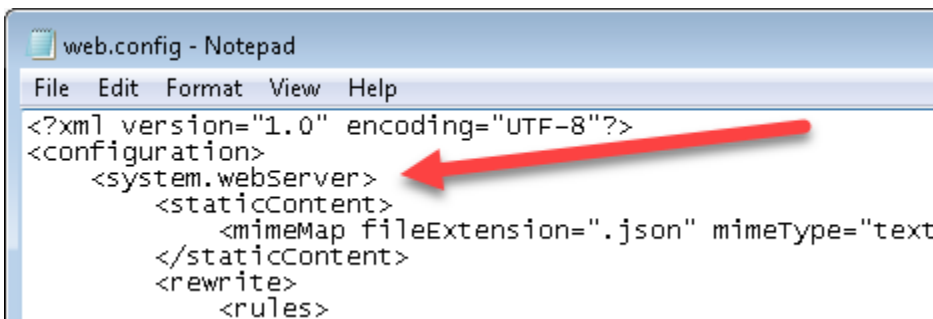 web.config - Notepad
File Edit Format View Help
<?xml version="1.0" encoding="UTF-8"?>
<configuration>
    <system.webServer>
        <staticContent>
            <mimeMap fileExtension=".json" mimeType="text
        </staticContent>
        <rewrite>
            <rules>